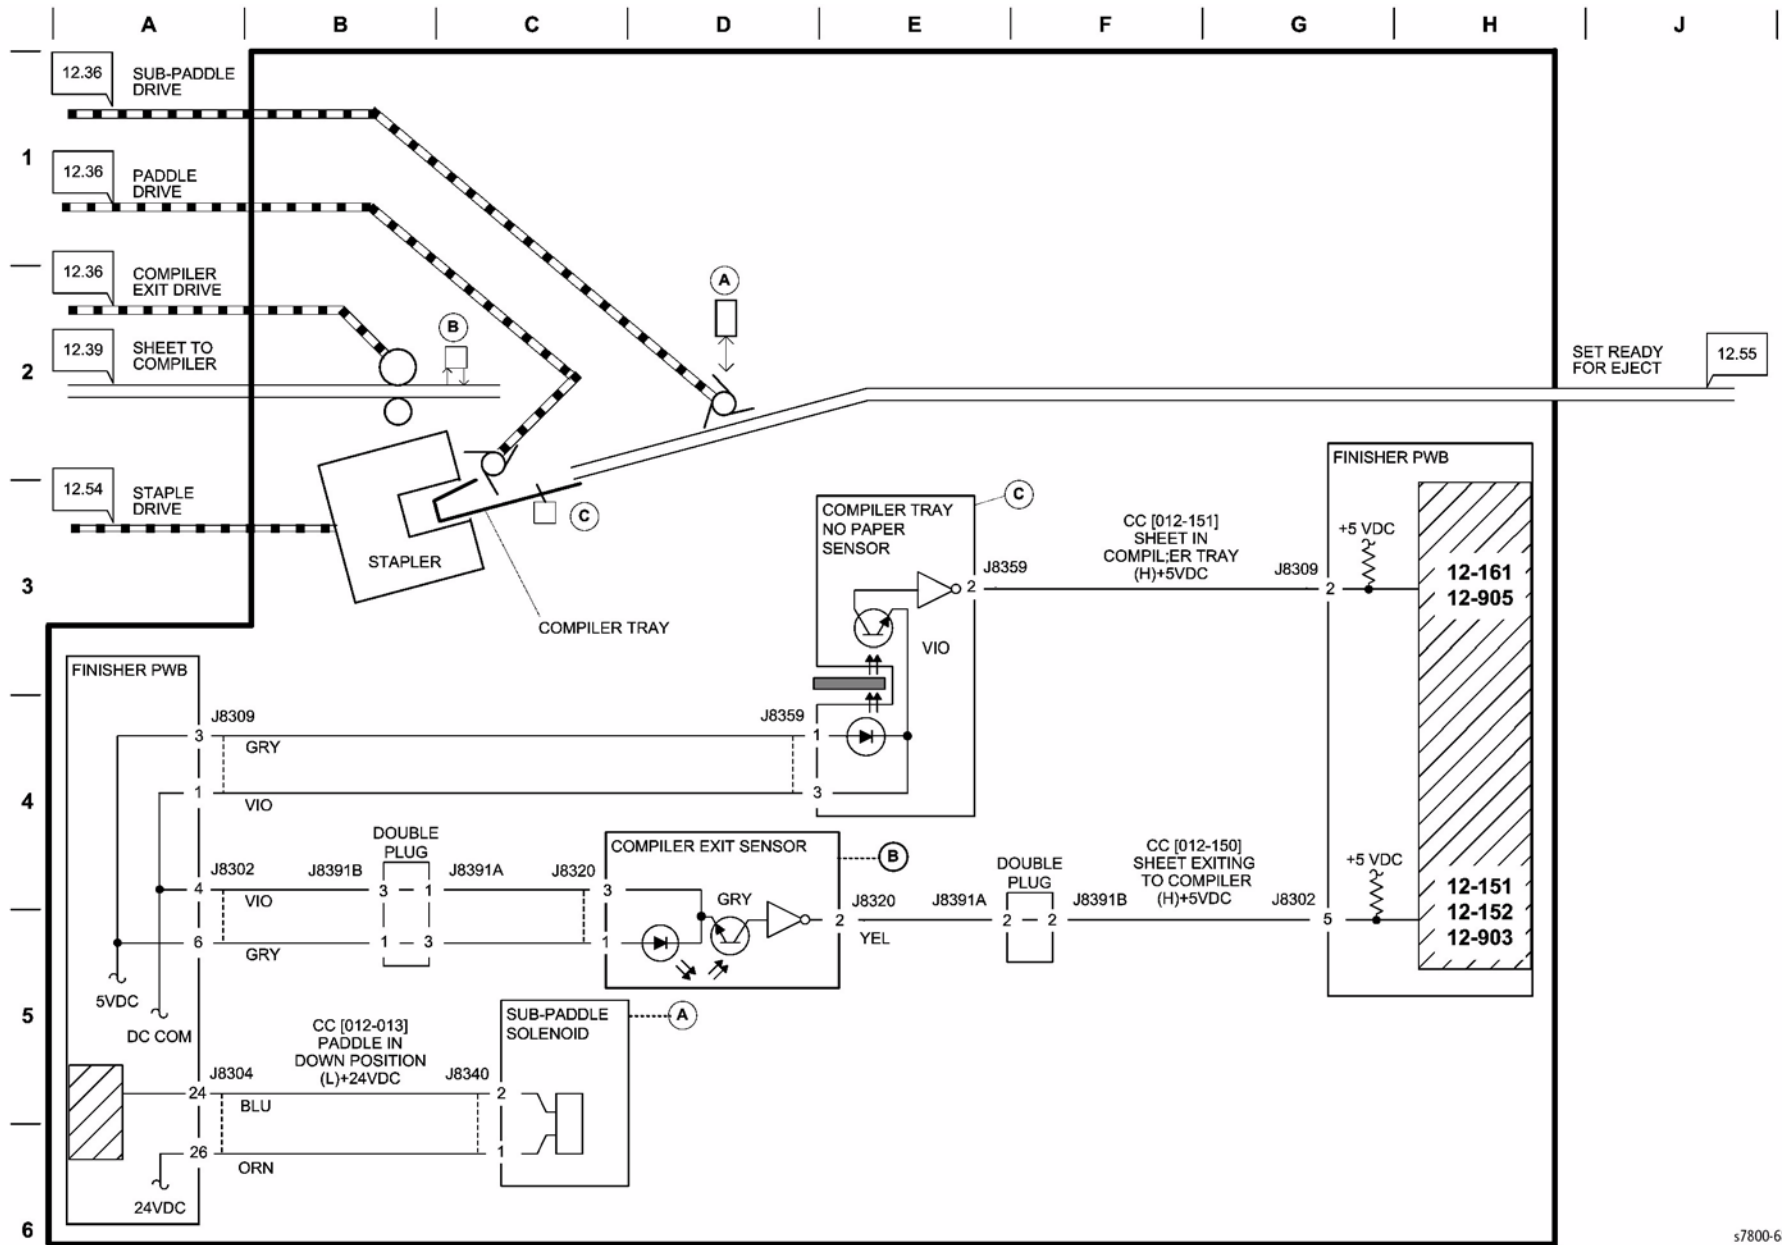 A B C D E F G H J
1
2
3
4
5
6
12.36
SUB-PADDLE
DRIVE
12.36
PADDLE
DRIVE
12.36
COMPILER
EXIT DRIVE
12.39
SHEET TO
COMPILER
12.54
STAPLE
DRIVE
A
B
C
STAPLER
COMPILER TRAY
SET READY
FOR EJECT
12.55
COMPILER TRAY
NO PAPER
SENSOR
C
2
J8359
VIO
CC [012-151]
SHEET IN
COMPIL;ER TRAY
(H)+5VDC
J8309
2
FINISHER PWB
+5 VDC
12-161
12-905
FINISHER PWB
3
J8309
GRY
J8359
1
1
VIO
3
DOUBLE
PLUG
4
J8302
VIO
J8391B
3
1
J8391A
J8320
3
6
GRY
1
3
1
COMPILER EXIT SENSOR
B
GRY
2
J8320
YEL
J8391A
DOUBLE
PLUG
2
2
J8391B
CC [012-150]
SHEET EXITING
TO COMPILER
(H)+5VDC
J8302
5
+5 VDC
12-151
12-152
12-903
5VDC
DC COM
CC [012-013]
PADDLE IN
DOWN POSITION
(L)+24VDC
SUB-PADDLE
SOLENOID
A
24
J8304
BLU
J8340
2
26
ORN
1
24VDC
s7800-6